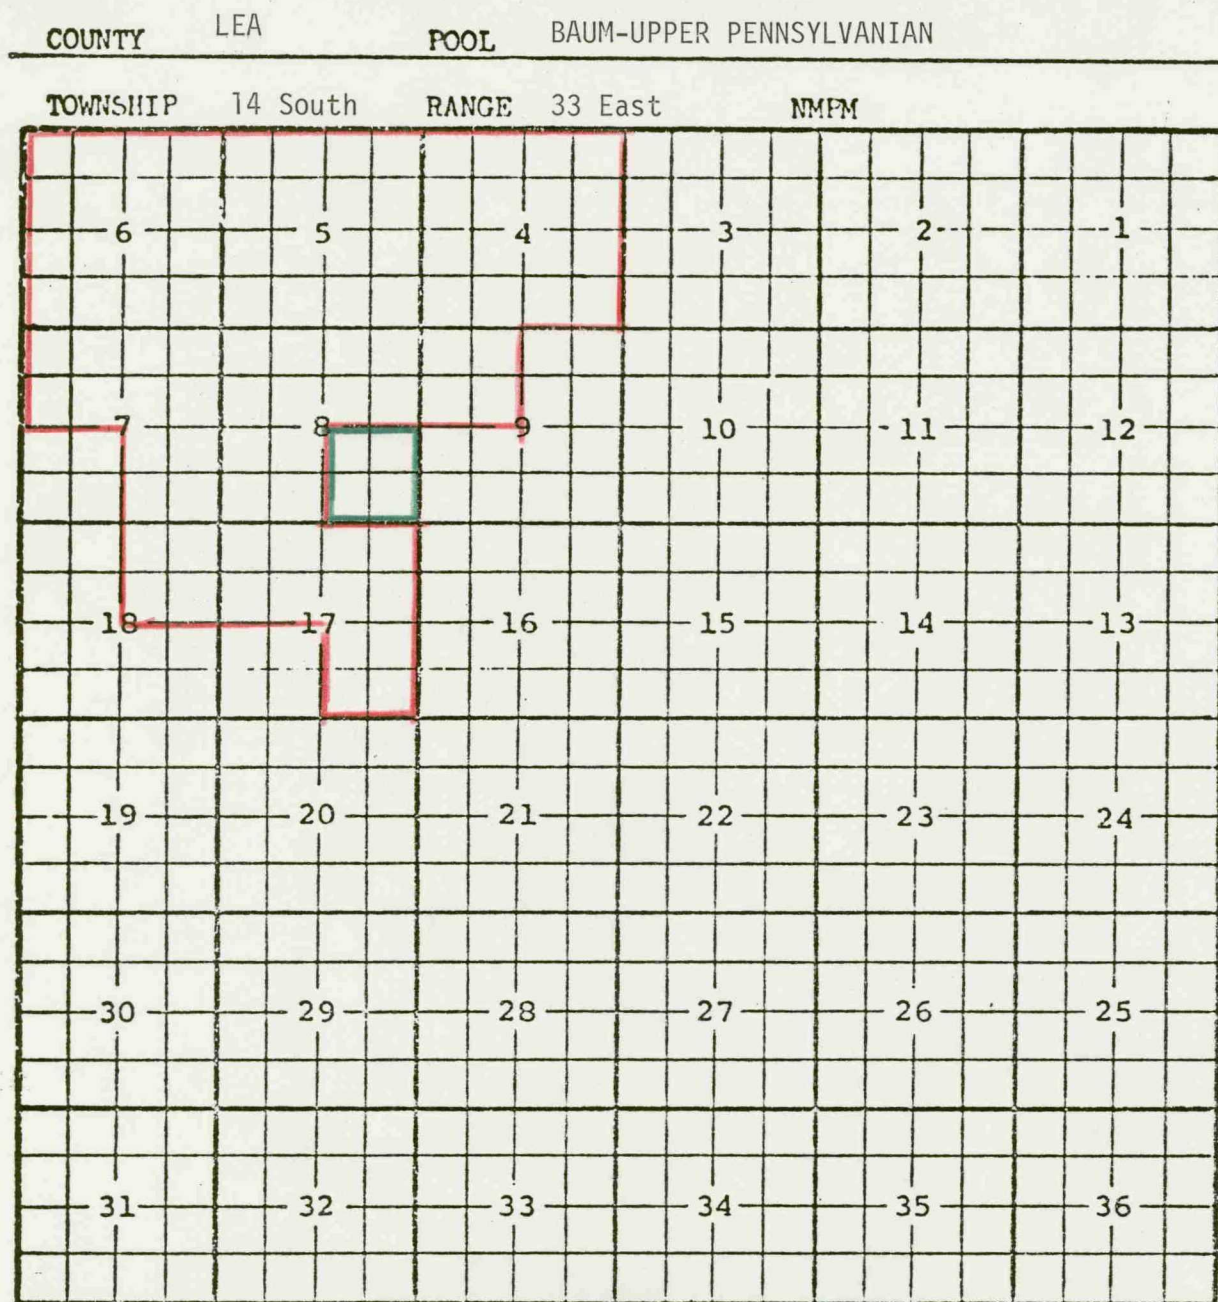 COUNTY LEA POOL BAUM-UPPER PENNSYLVANIAN
TOWNSHIP 14 South RANGE 33 East NMPM
6 5 4 3 2 1
7 8 9 10 11 12
18 17 16 15 14 13
19 20 21 22 23 24
30 29 28 27 26 25
31 32 33 34 35 36